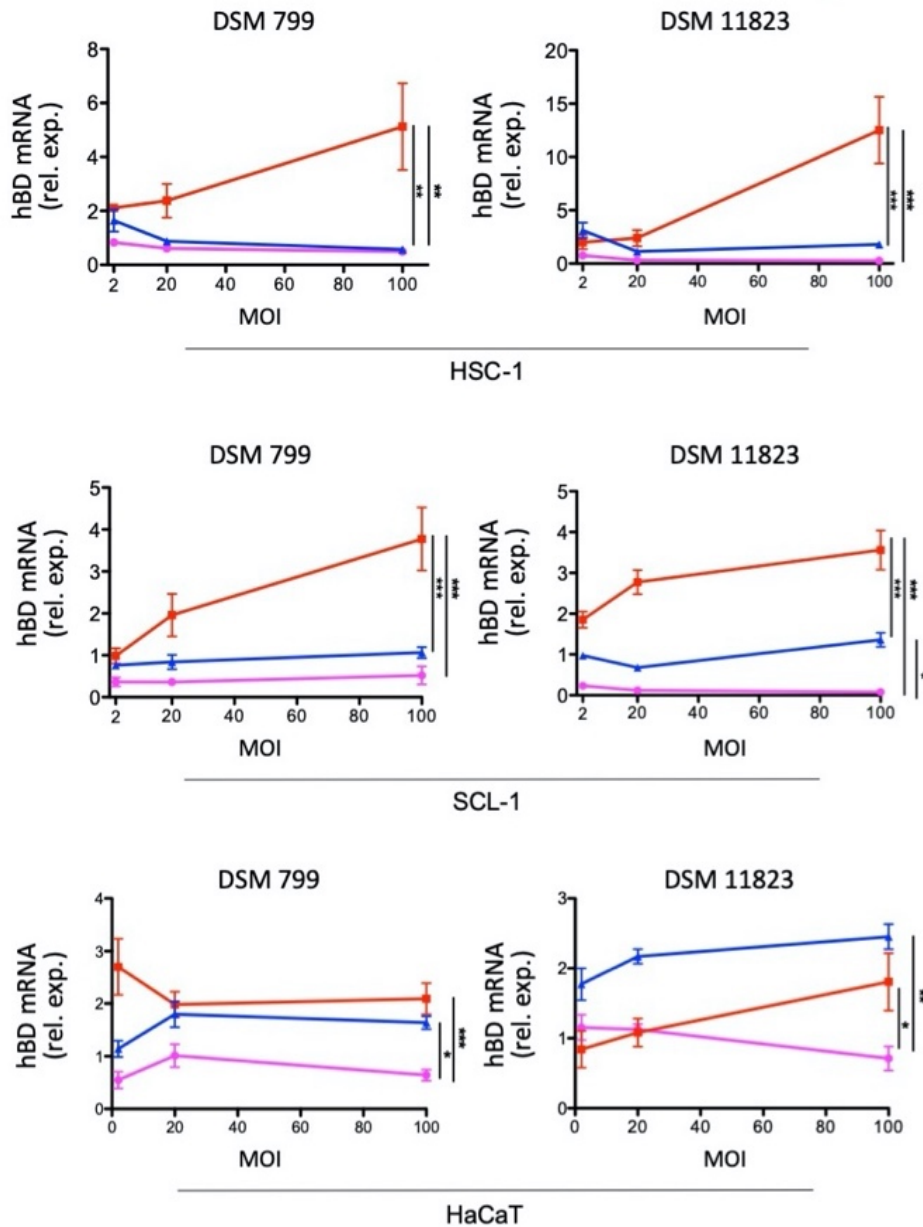 DSM 799 DSM 11823
hBD mRNA
(rel. exp.)
8
6
4
2
0
2 20 40 60 80 100
MOI
**
**
hBD mRNA
(rel. exp.)
20
15
10
5
0
2 20 40 60 80 100
MOI
***
***
HSC-1
DSM 799 DSM 11823
hBD mRNA
(rel. exp.)
5
4
3
2
1
0
2 20 40 60 80 100
MOI
***
***
hBD mRNA
(rel. exp.)
5
4
3
2
1
0
2 20 40 60 80 100
MOI
***
***
*
SCL-1
DSM 799 DSM 11823
hBD mRNA
(rel. exp.)
4
3
2
1
0
0 20 40 60 80 100
MOI
*
***
hBD mRNA
(rel. exp.)
3
2
1
0
0 20 40 60 80 100
MOI
*
**
HaCaT